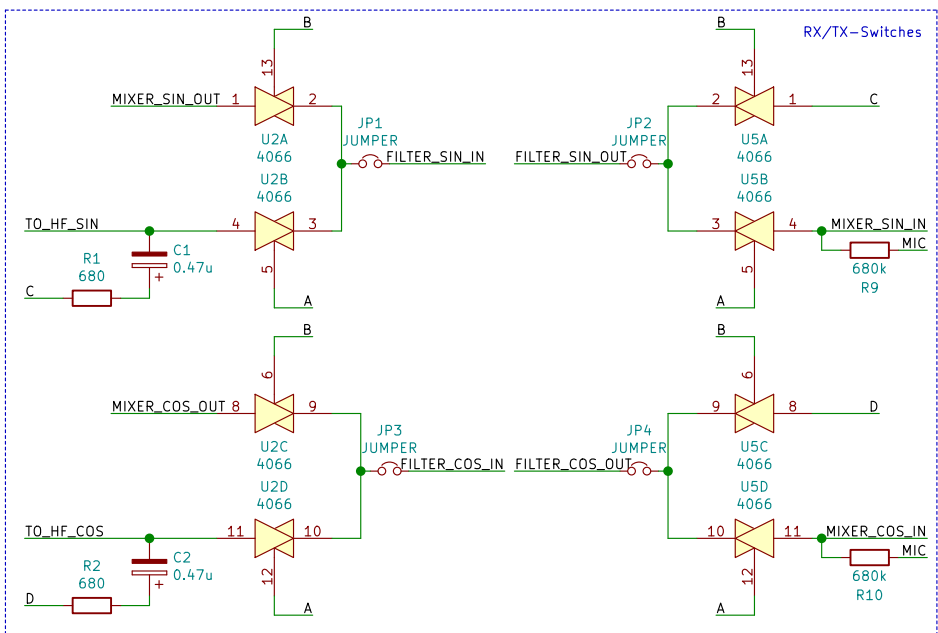 RX/TX-Switches
B
13
MIXER_SIN_OUT 1 2
U2A
4066
JP1
JUMPER
FILTER_SIN_IN
U2B
4066
TO_HF_SIN 4 3
5
A
C1
0.47u
+
R1
680
C
B
13
2 1 C
U5A
4066
JP2
JUMPER
FILTER_SIN_OUT
U5B
4066
3 4 MIXER_SIN_IN
MIC
680k
R9
5
A
B
6
MIXER_COS_OUT 8 9
U2C
4066
JP3
JUMPER
FILTER_COS_IN
U2D
4066
TO_HF_COS 11 10
12
A
C2
0.47u
+
R2
680
D
B
6
9 8 D
U5C
4066
JP4
JUMPER
FILTER_COS_OUT
U5D
4066
10 11 MIXER_COS_IN
MIC
680k
R10
12
A